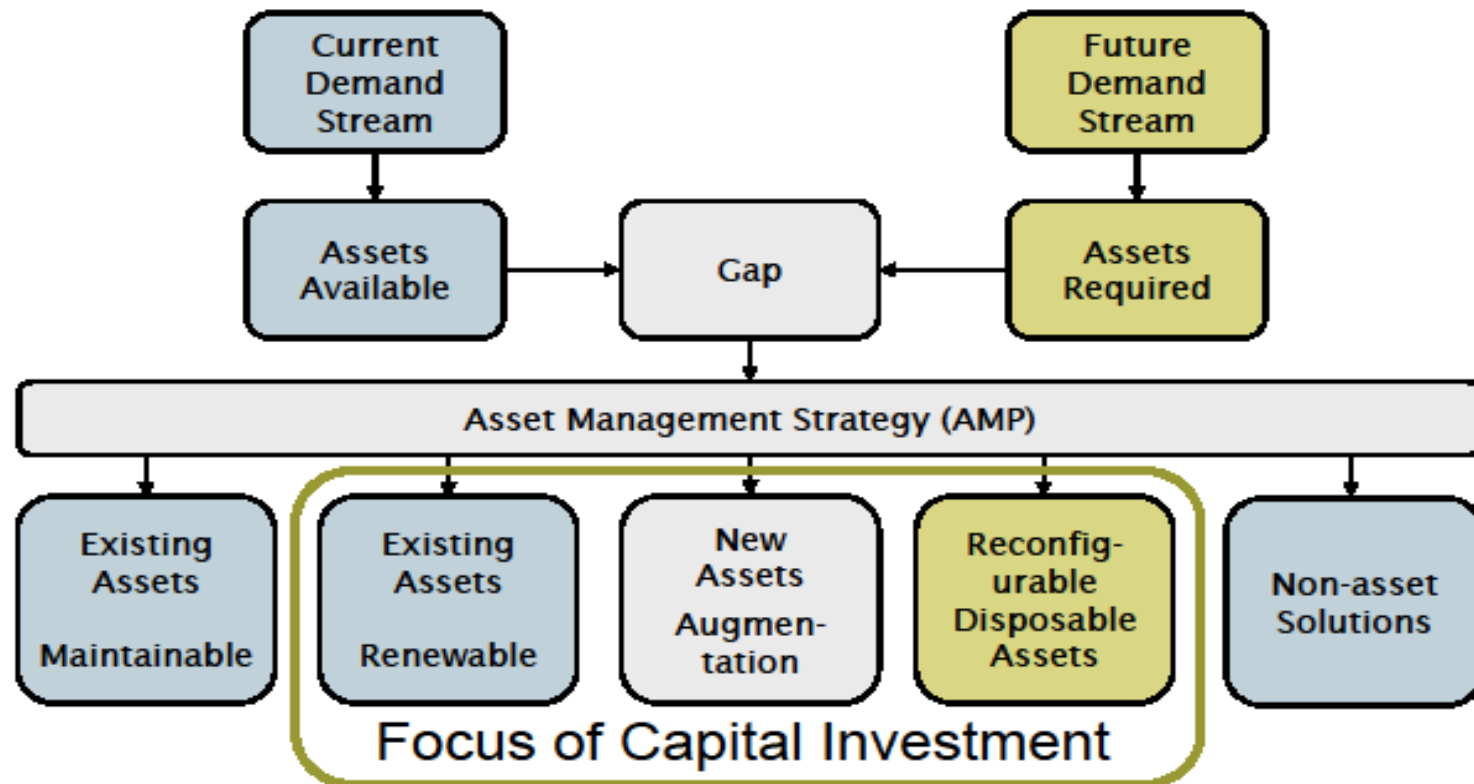 Current
Demand
Stream
Future
Demand
Stream
Assets
Available
Gap
Assets
Required
Asset Management Strategy (AMP)
Existing
Assets
Maintainable
Existing
Assets
Renewable
New
Assets
Augmen-
tation
Reconfig-
urable
Disposable
Assets
Non-asset
Solutions
Focus of Capital Investment